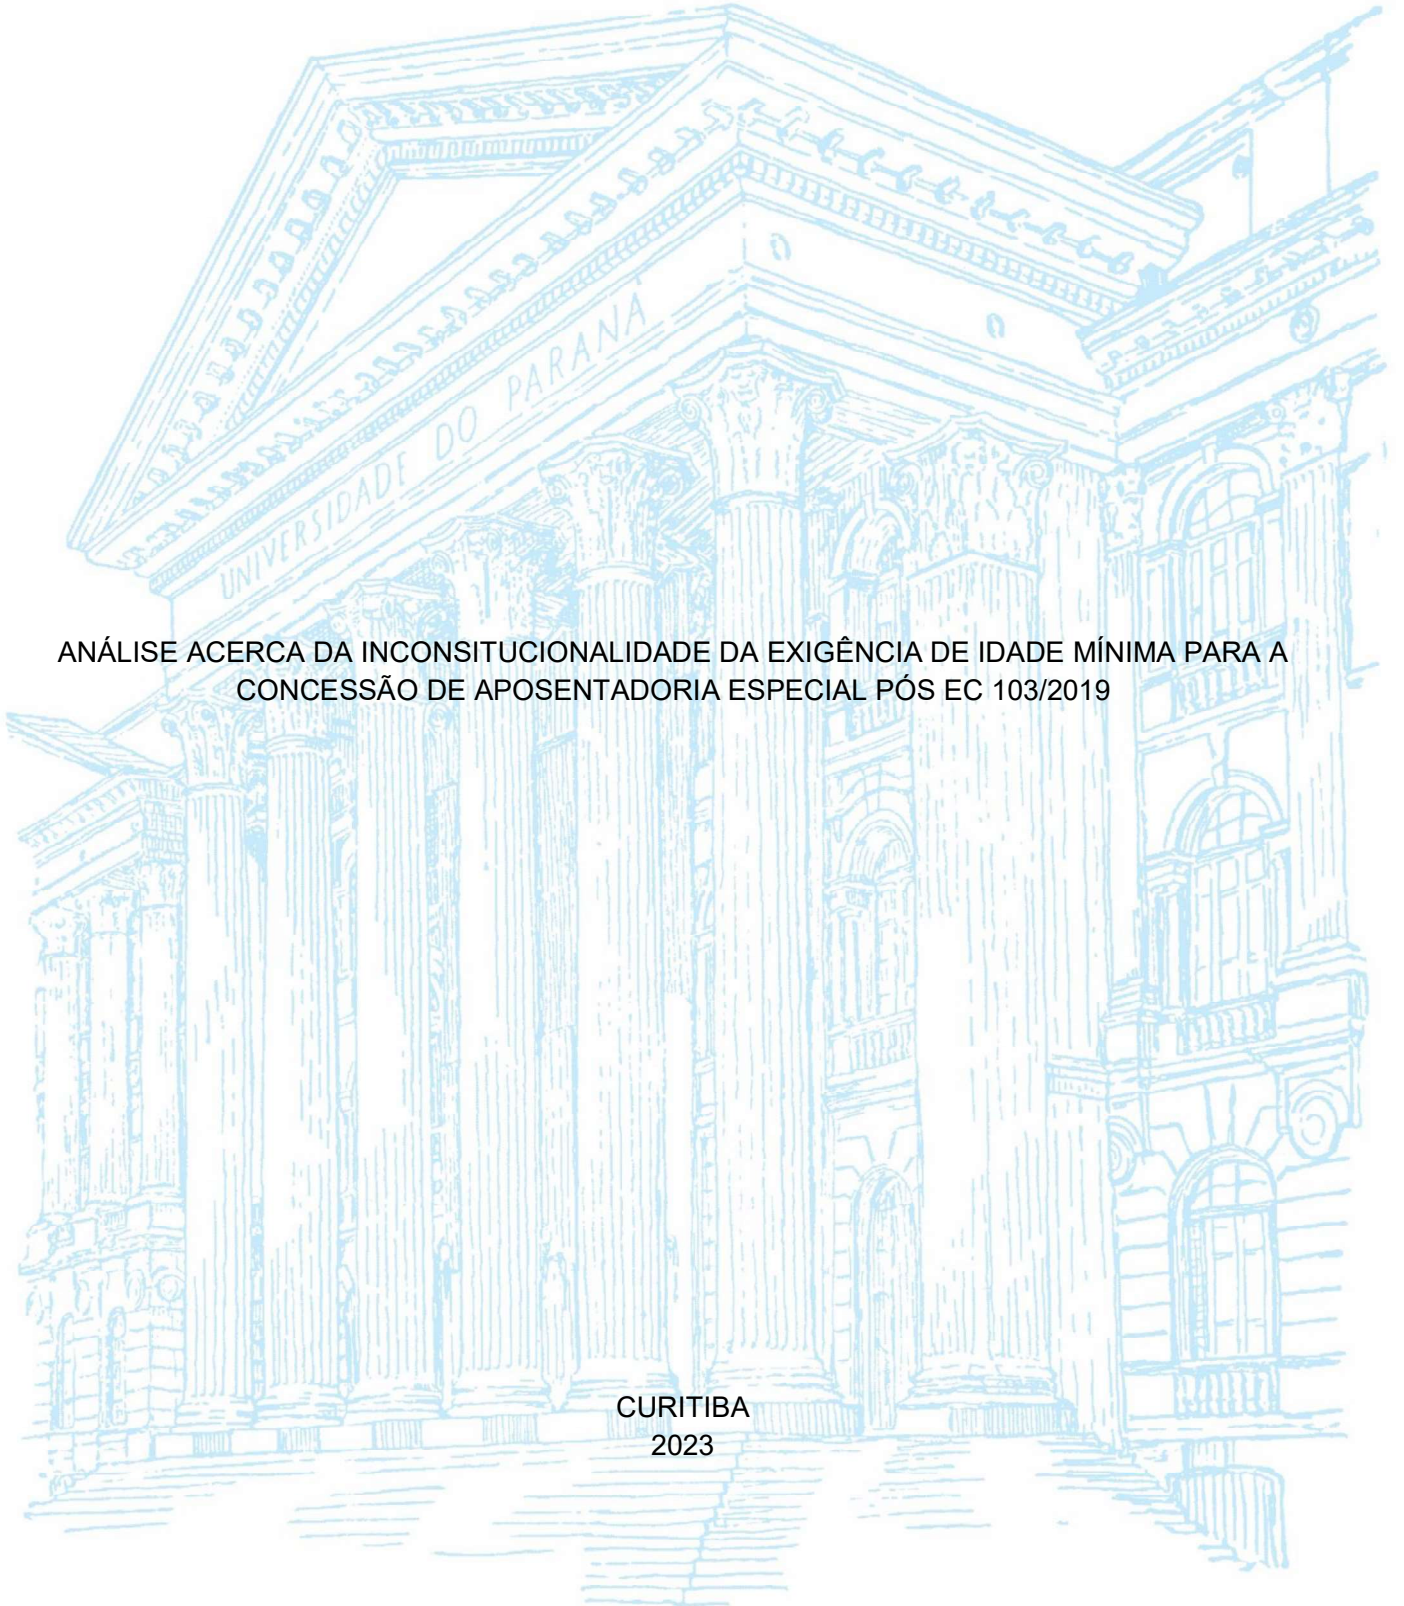 UNIVERSIDADE DO PARANÁ
ANÁLISE ACERCA DA INCONSITUCIONALIDADE DA EXIGÊNCIA DE IDADE MÍNIMA PARA A
CONCESSÃO DE APOSENTADORIA ESPECIAL PÓS EC 103/2019
CURITIBA
2023